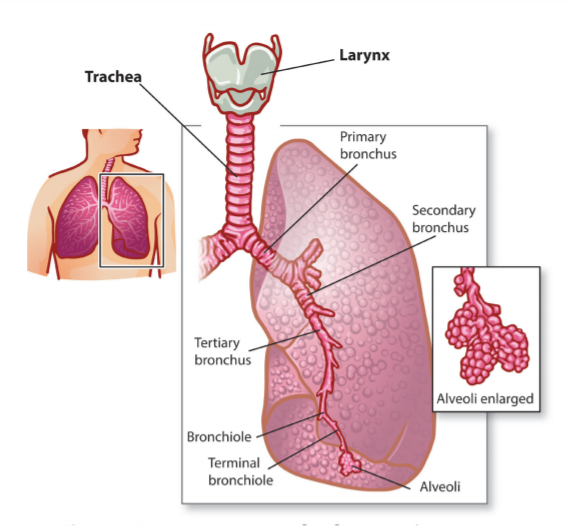 Larynx
Trachea
Primary
bronchus
Secondary
bronchus
Tertiary
bronchus
Alveoli enlarged
Bronchiole
Terminal
bronchiole
Alveoli